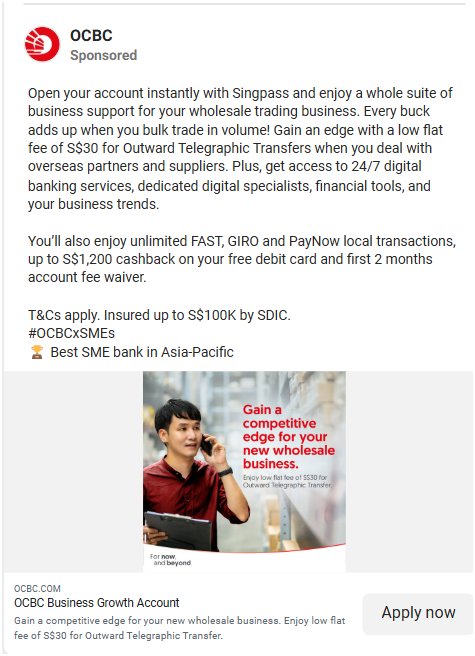 OCBC
Sponsored
Open your account instantly with Singpass and enjoy a whole suite of
business support for your wholesale trading business. Every buck
adds up when you bulk trade in volume! Gain an edge with a low flat
fee of S$30 for Outward Telegraphic Transfers when you deal with
overseas partners and suppliers. Plus, get access to 24/7 digital
banking services, dedicated digital specialists, financial tools, and
your business trends.
You'll also enjoy unlimited FAST, GIRO and PayNow local transactions,
up to S$1,200 cashback on your free debit card and first 2 months
account fee waiver.
T&Cs apply. Insured up to S$100K by SDIC.
#OCBCxSMEs
🏆 Best SME bank in Asia-Pacific
Gain a
competitive
edge for your
new wholesale
business.
Enjoy low flat fee of S$30 for
Outward Telegraphic Transfer.
For now,
and beyond
OCBC.COM
OCBC Business Growth Account
Gain a competitive edge for your new wholesale business. Enjoy low flat
fee of S$30 for Outward Telegraphic Transfer.
Apply now